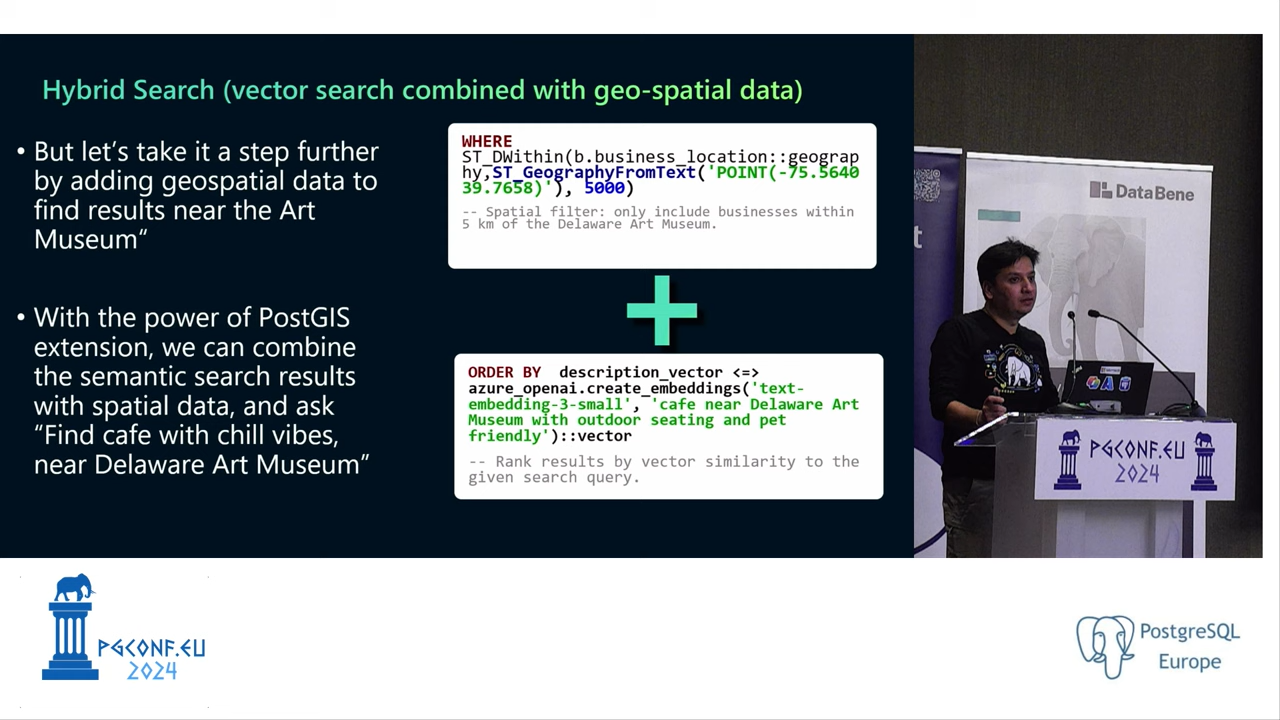 Hybrid Search (vector search combined with geo-spatial data)
• But let’s take it a step further
by adding geospatial data to
find results near the Art
Museum“
• With the power of PostGIS
extension, we can combine
the semantic search results
with spatial data, and ask
“Find cafe with chill vibes,
near Delaware Art Museum”
WHERE
ST_DWithin(b.business_location::geograp
hy,ST_GeographyFromText('POINT(-75.5640
39.7658)'), 5000)
-- Spatial filter: only include businesses within
5 km of the Delaware Art Museum.
ORDER BY  description_vector <=>
azure_openai.create_embeddings('text-
embedding-3-small', 'cafe near Delaware Art
Museum with outdoor seating and pet
friendly')::vector
-- Rank results by vector similarity to the
given search query.
DataBene
PGCONF.EU
2024
PGCONF.EU
2024
PostgreSQL
Europe